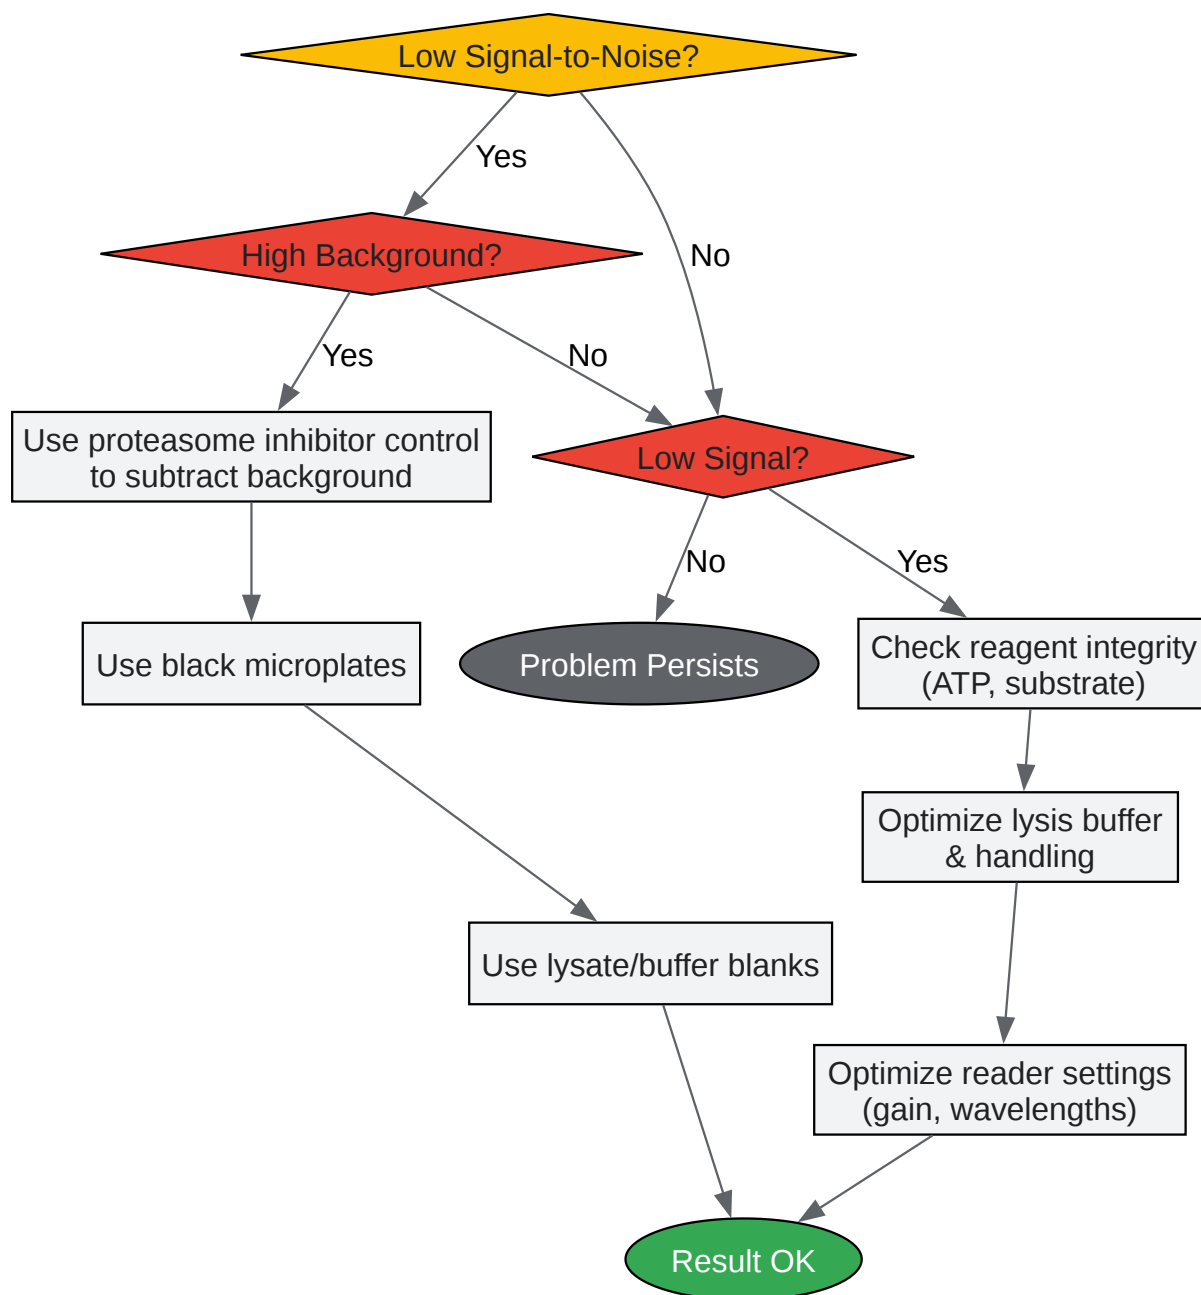 Low Signal-to-Noise?
Yes
High Background?
No
Yes
No
Use proteasome inhibitor control
to subtract background
Low Signal?
No
Yes
Use black microplates
Problem Persists
Check reagent integrity
(ATP, substrate)
Optimize lysis buffer
& handling
Use lysate/buffer blanks
Optimize reader settings
(gain, wavelengths)
Result OK